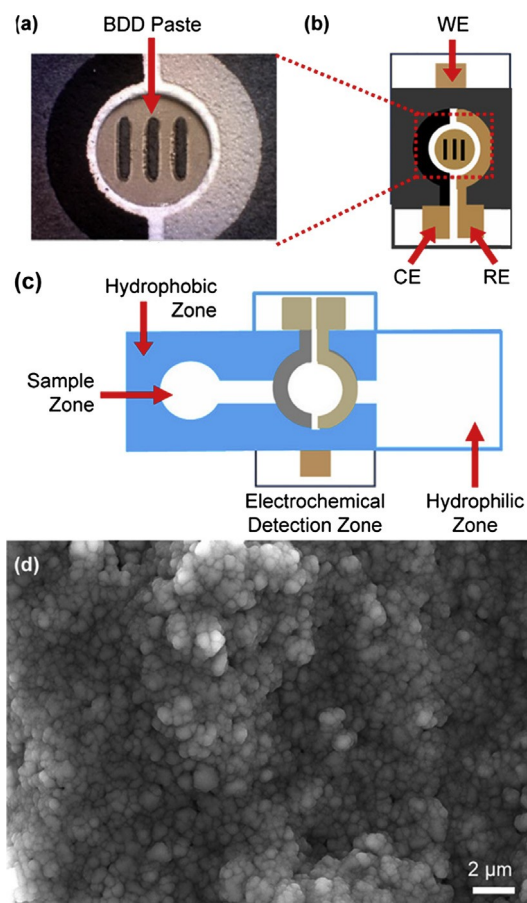 (a)
BDD Paste
(b)
WE
CE
RE
(c)
Hydrophobic
Zone
Sample
Zone
Electrochemical
Detection Zone
Hydrophilic
Zone
(d)
2 μm